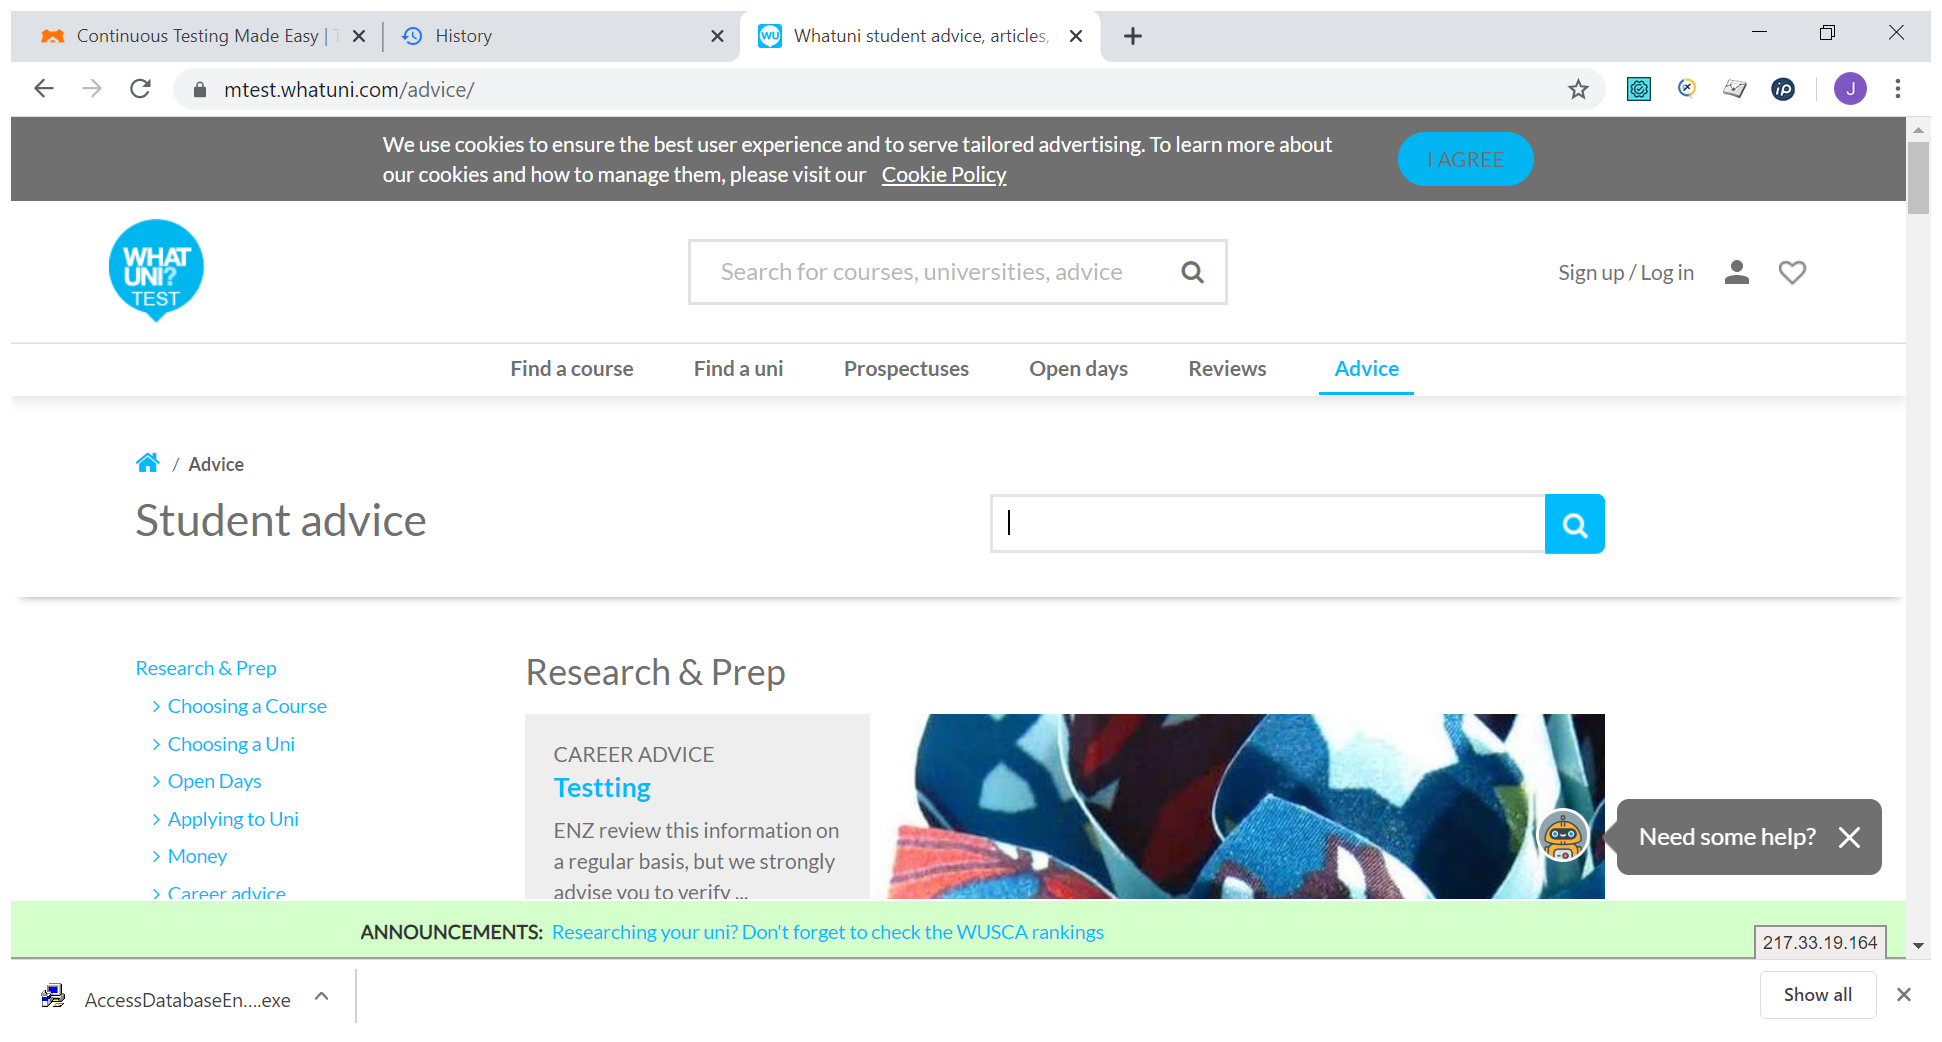 Continuous Testing Made Easy | T
History
Whatuni student advice, articles,
mtest.whatuni.com/advice/
iP
J
We use cookies to ensure the best user experience and to serve tailored advertising. To learn more about
our cookies and how to manage them, please visit our Cookie Policy
I AGREE
WHAT
UNI?
TEST
Search for courses, universities, advice
Sign up / Log in
Find a course
Find a uni
Prospectuses
Open days
Reviews
Advice
/ Advice
Student advice
Research & Prep
Choosing a Course
Choosing a Uni
Open Days
Applying to Uni
Money
Career advice
Research & Prep
CAREER ADVICE
Testting
ENZ review this information on
a regular basis, but we strongly
advise you to verify ...
Need some help?
ANNOUNCEMENTS: Researching your uni? Don't forget to check the WUSCA rankings
217.33.19.164
AccessDatabaseEn....exe
Show all